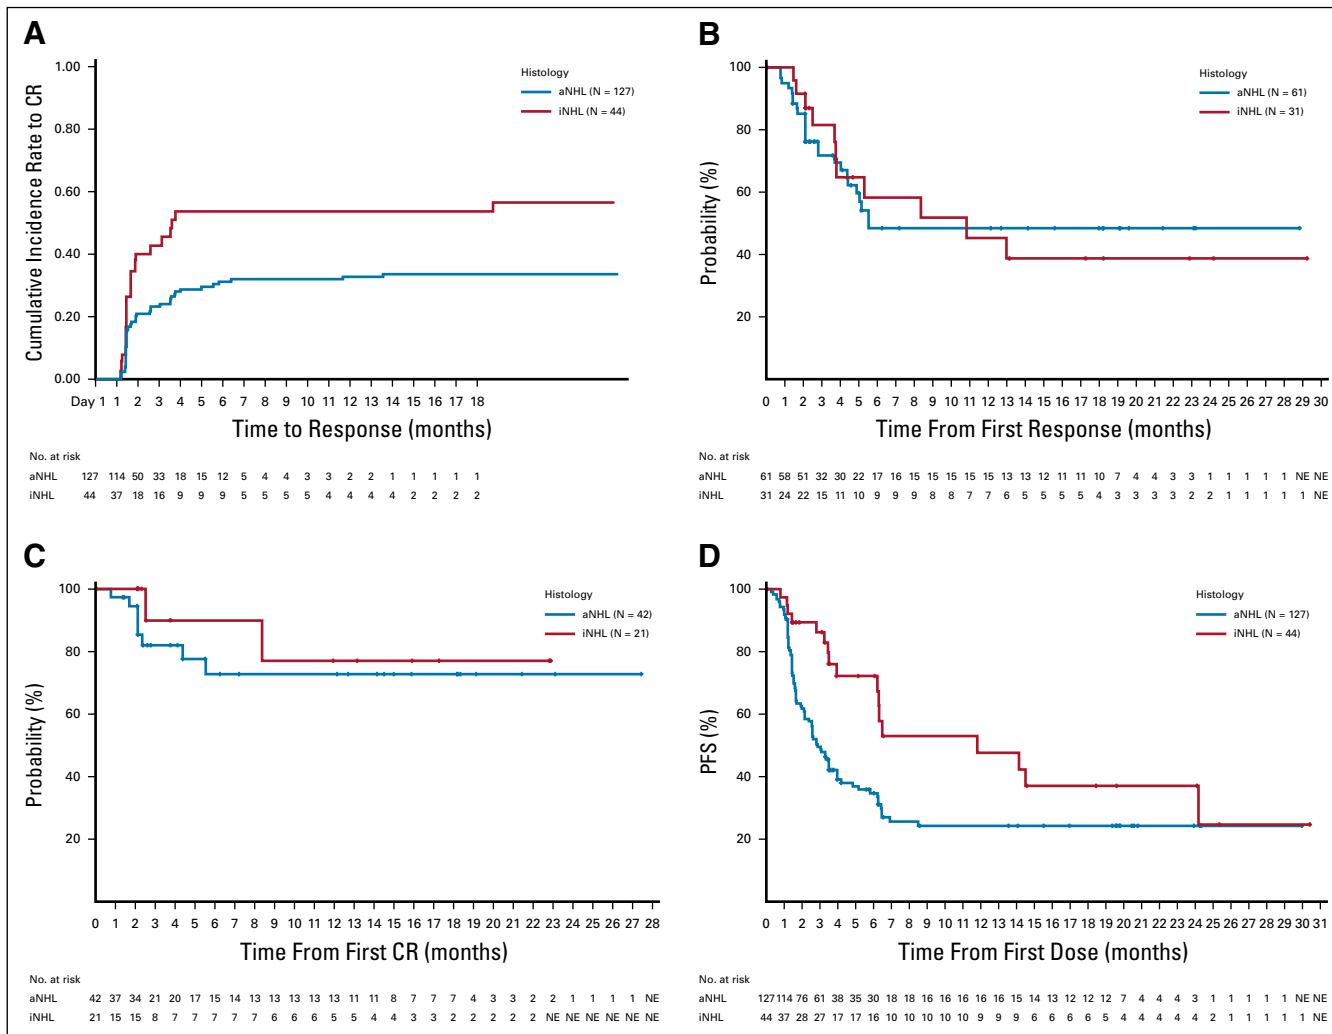 A
Cumulative Incidence Rate to CR
1.00
0.80
0.60
0.40
0.20
0.00
Histology
aNHL (N = 127)
iNHL (N = 44)
Day 1 1 2 3 4 5 6 7 8 9 10 11 12 13 14 15 16 17 18
Time to Response (months)
No. at risk
aNHL 127 114 50 33 18 15 12 5 4 4 3 3 2 2 1 1 1 1 1
iNHL 44 37 18 16 9 9 9 5 5 5 5 4 4 4 4 2 2 2 2
B
Probability (%)
100
80
60
40
20
Histology
aNHL (N = 61)
iNHL (N = 31)
0 1 2 3 4 5 6 7 8 9 10 11 12 13 14 15 16 17 18 19 20 21 22 23 24 25 26 27 28 29 30
Time From First Response (months)
No. at risk
aNHL 61 58 51 32 30 22 17 16 15 15 15 15 15 13 13 12 11 11 10 7 4 4 3 3 1 1 1 1 1 NE NE
iNHL 31 24 22 15 11 10 9 9 9 8 8 7 7 6 5 5 5 5 4 3 3 3 3 2 2 1 1 1 1 1 NE
C
Probability (%)
100
80
60
40
20
Histology
aNHL (N = 42)
iNHL (N = 21)
0 1 2 3 4 5 6 7 8 9 10 11 12 13 14 15 16 17 18 19 20 21 22 23 24 25 26 27 28
Time From First CR (months)
No. at risk
aNHL 42 37 34 21 20 17 15 14 13 13 13 13 13 11 11 8 7 7 7 4 3 3 2 2 1 1 1 1 NE
iNHL 21 15 15 8 7 7 7 7 7 6 6 6 5 5 4 4 3 3 2 2 2 2 2 NE NE NE NE NE NE
D
PFS (%)
100
80
60
40
20
Histology
aNHL (N = 127)
iNHL (N = 44)
0 1 2 3 4 5 6 7 8 9 10 11 12 13 14 15 16 17 18 19 20 21 22 23 24 25 26 27 28 29 30 31
Time From First Dose (months)
No. at risk
aNHL 127 114 76 61 38 35 30 18 18 16 16 16 16 16 15 14 13 12 12 12 7 4 4 4 3 1 1 1 1 1 NE NE
iNHL 44 37 28 27 17 17 16 10 10 10 10 10 9 9 9 6 6 6 6 5 4 4 4 4 4 2 1 1 1 1 1 NE